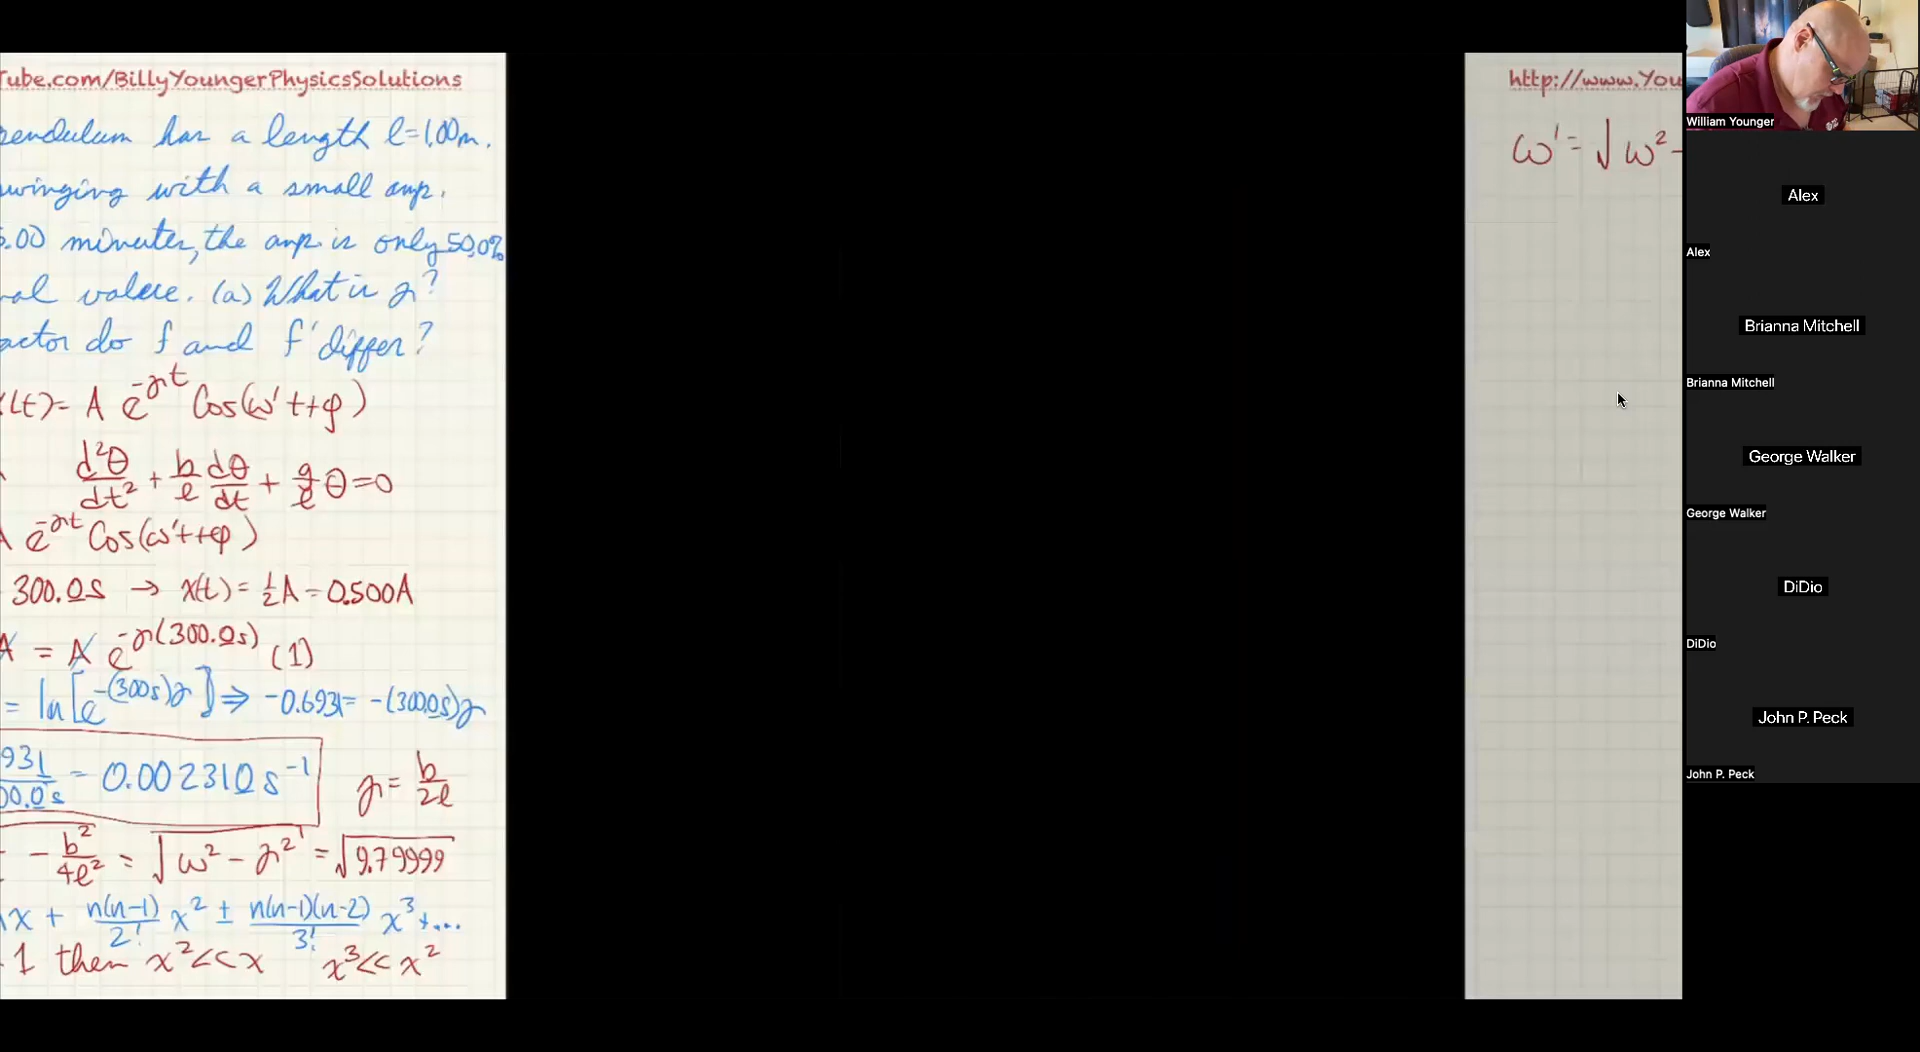 Tube.com/BillyYoungerPhysicsSolutions
pendulum has a length l=1.00m.
swinging with a small amp.
5.00 minutes, the amp. is only 50.0%
nal value. (a) What is γ?
actor do f and f' differ?
x(t)= A e^-γt Cos(ω't+φ)
d²θ/dt² + b/l dθ/dt + g/l θ=0
A e^-γt Cos(ω't+φ)
300.0s → x(t)= ½A = 0.500A
A = A e^-γ(300.0s) (1)
= ln[e^-(300s)γ] ⇒ -0.6931= -(300.0s)γ
931/00.0s = 0.002310 s⁻¹
γ= b/2l
- b²/4l² = √ω² - γ² = √9.79999
x + n(n-1)/2! x² ± n(n-1)(n-2)/3! x³ +...
1 then x²<<x x³<<x²
http://www.You
ω' = √ω² -
William Younger
Alex
Alex
Brianna Mitchell
Brianna Mitchell
George Walker
George Walker
DiDio
DiDio
John P. Peck
John P. Peck